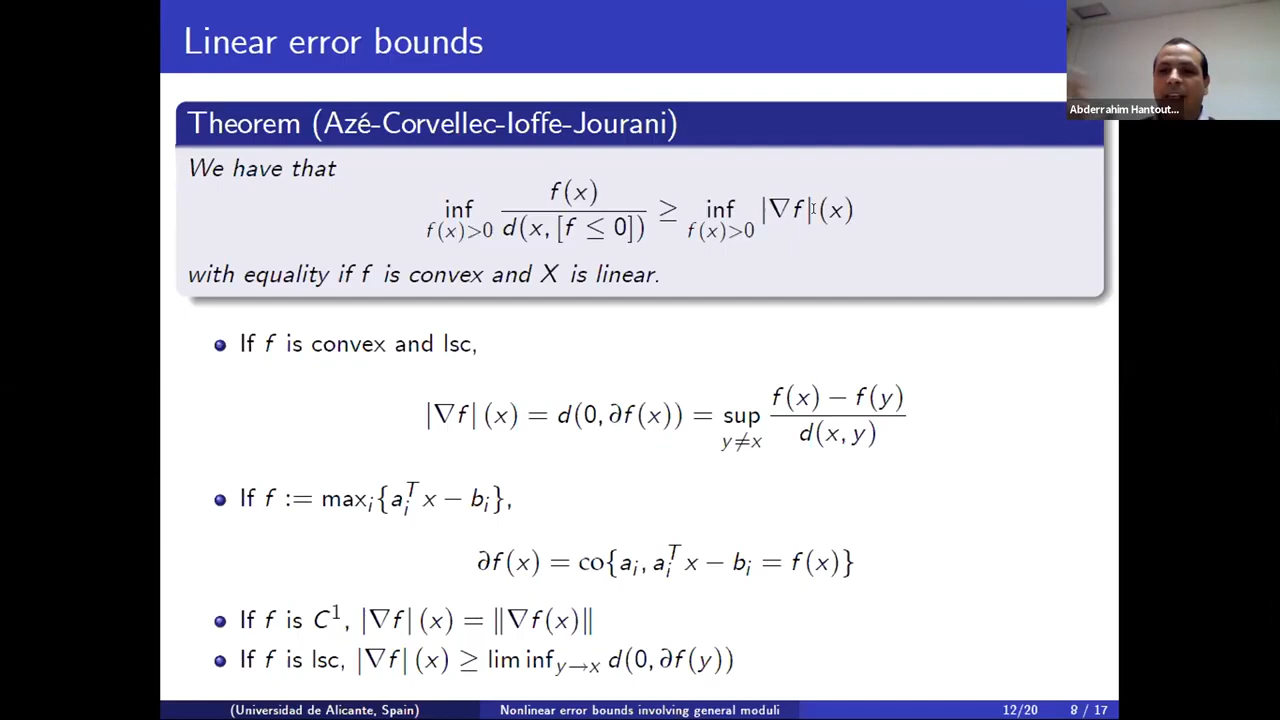 Linear error bounds
Abderrahim Hantout...
Theorem (Azé-Corvellec-Ioffe-Jourani)
We have that
inf_{f(x)>0} f(x) / d(x, [f ≤ 0]) ≥ inf_{f(x)>0} |∇f| (x)
with equality if f is convex and X is linear.
If f is convex and lsc,
|∇f| (x) = d(0, ∂f(x)) = sup_{y≠x} f(x) − f(y) / d(x, y)
If f := max_i{a_i^T x − b_i},
∂f(x) = co{a_i, a_i^T x − b_i = f(x)}
If f is C^1, |∇f| (x) = ‖∇f(x)‖
If f is lsc, |∇f| (x) ≥ lim inf_{y→x} d(0, ∂f(y))
(Universidad de Alicante, Spain) Nonlinear error bounds involving general moduli 12/20 8 / 17